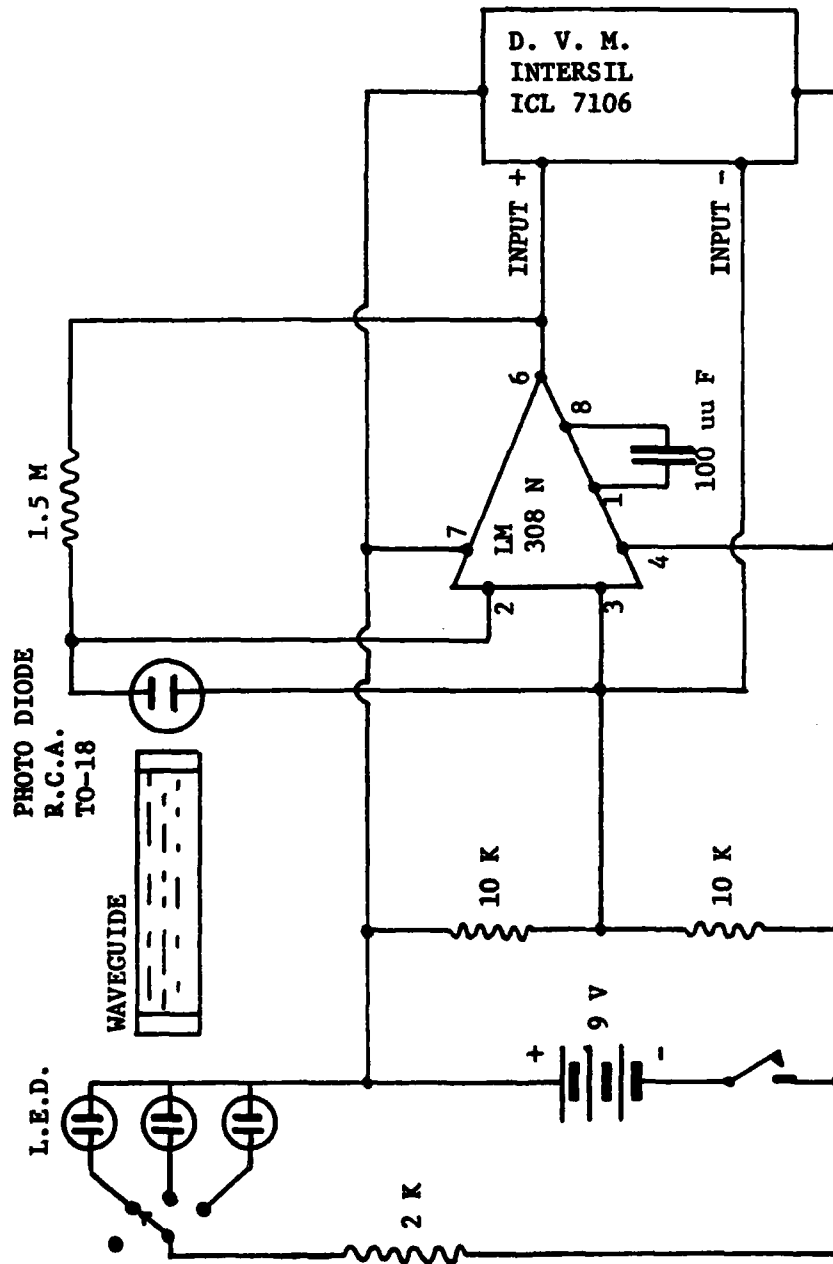 L.E.D.
WAVEGUIDE
PHOTO DIODE
R.C.A.
TO-18
1.5 M
D. V. M.
INTERSIL
ICL 7106
INPUT +
INPUT -
2
3
7
6
4
1
8
LM
308 N
100 uu F
10 K
10 K
+
9 V
-
2 K